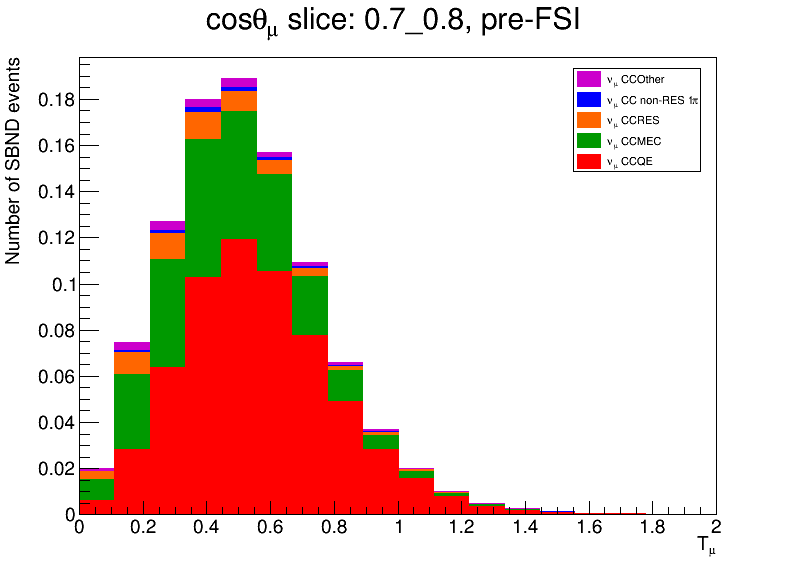 cosθμ slice: 0.7_0.8, pre-FSI
Number of SBND events
0.18
0.16
0.14
0.12
0.1
0.08
0.06
0.04
0.02
0
νμ CCOther
νμ CC non-RES 1π
νμ CCRES
νμ CCMEC
νμ CCQE
0 0.2 0.4 0.6 0.8 1 1.2 1.4 1.6 1.8 2
Tμ